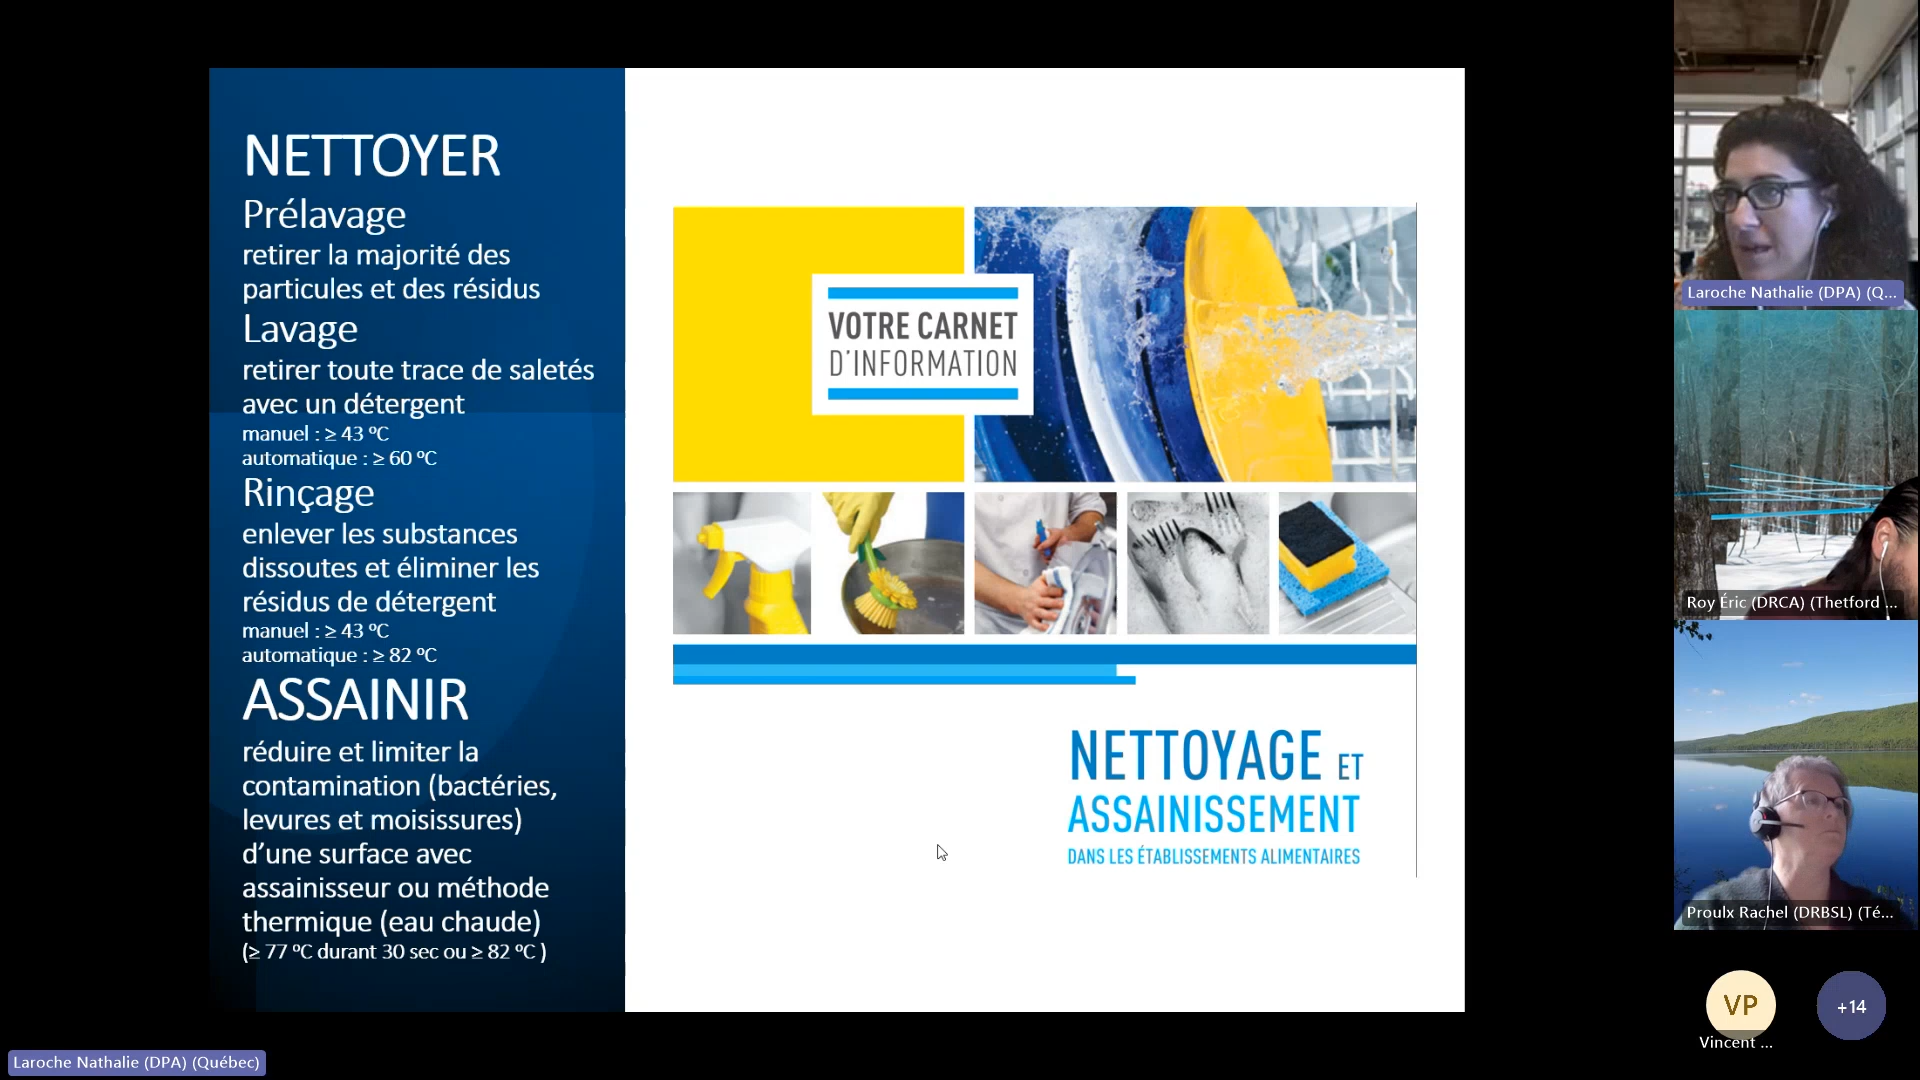 NETTOYER
Prélavage
retirer la majorité des
particules et des résidus
Lavage
retirer toute trace de saletés
avec un détergent
manuel : ≥ 43 ºC
automatique : ≥ 60 ºC
Rinçage
enlever les substances
dissoutes et éliminer les
résidus de détergent
manuel : ≥ 43 ºC
automatique : ≥ 82 ºC
ASSAINIR
réduire et limiter la
contamination (bactéries,
levures et moisissures)
d’une surface avec
assainisseur ou méthode
thermique (eau chaude)
(≥ 77 ºC durant 30 sec ou ≥ 82 ºC )
VOTRE CARNET
D'INFORMATION
NETTOYAGE ET
ASSAINISSEMENT
DANS LES ÉTABLISSEMENTS ALIMENTAIRES
Laroche Nathalie (DPA) (Q...
Roy Éric (DRCA) (Thetford ...
Proulx Rachel (DRBSL) (Té...
VP
Vincent ...
+14
Laroche Nathalie (DPA) (Québec)